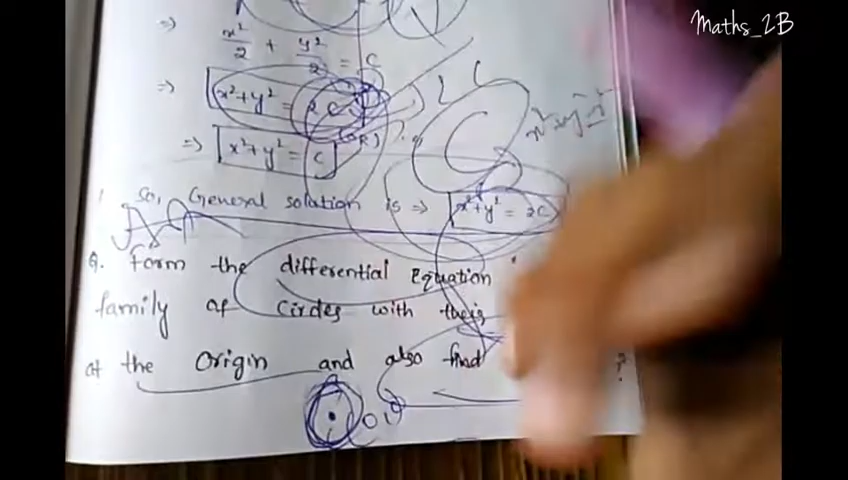 Maths_2B
⇒ x²/2 + y²/2 = C
⇒ x²+y² = 2C
⇒ x²+y² = C
So, General solution is ⇒ x²+y² = 2C
Q. Form the differential Equation
family of Circles with their
at the Origin and also find ?